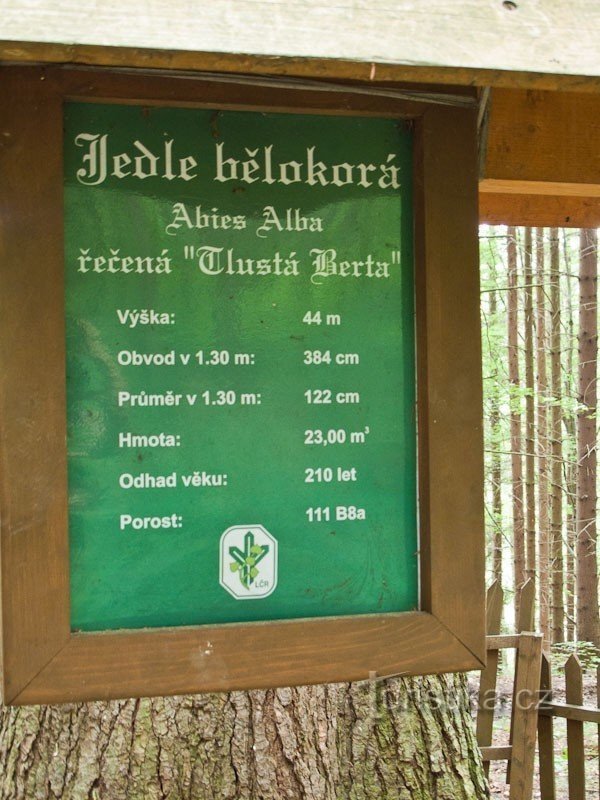 Jedle bělokorá
Abies Alba
řečená "Tlustá Berta"
Výška: 44 m
Obvod v 1.30 m: 384 cm
Průměr v 1.30 m: 122 cm
Hmota: 23,00 m³
Odhad věku: 210 let
Porost: 111 B8a
LČR
turistika.cz